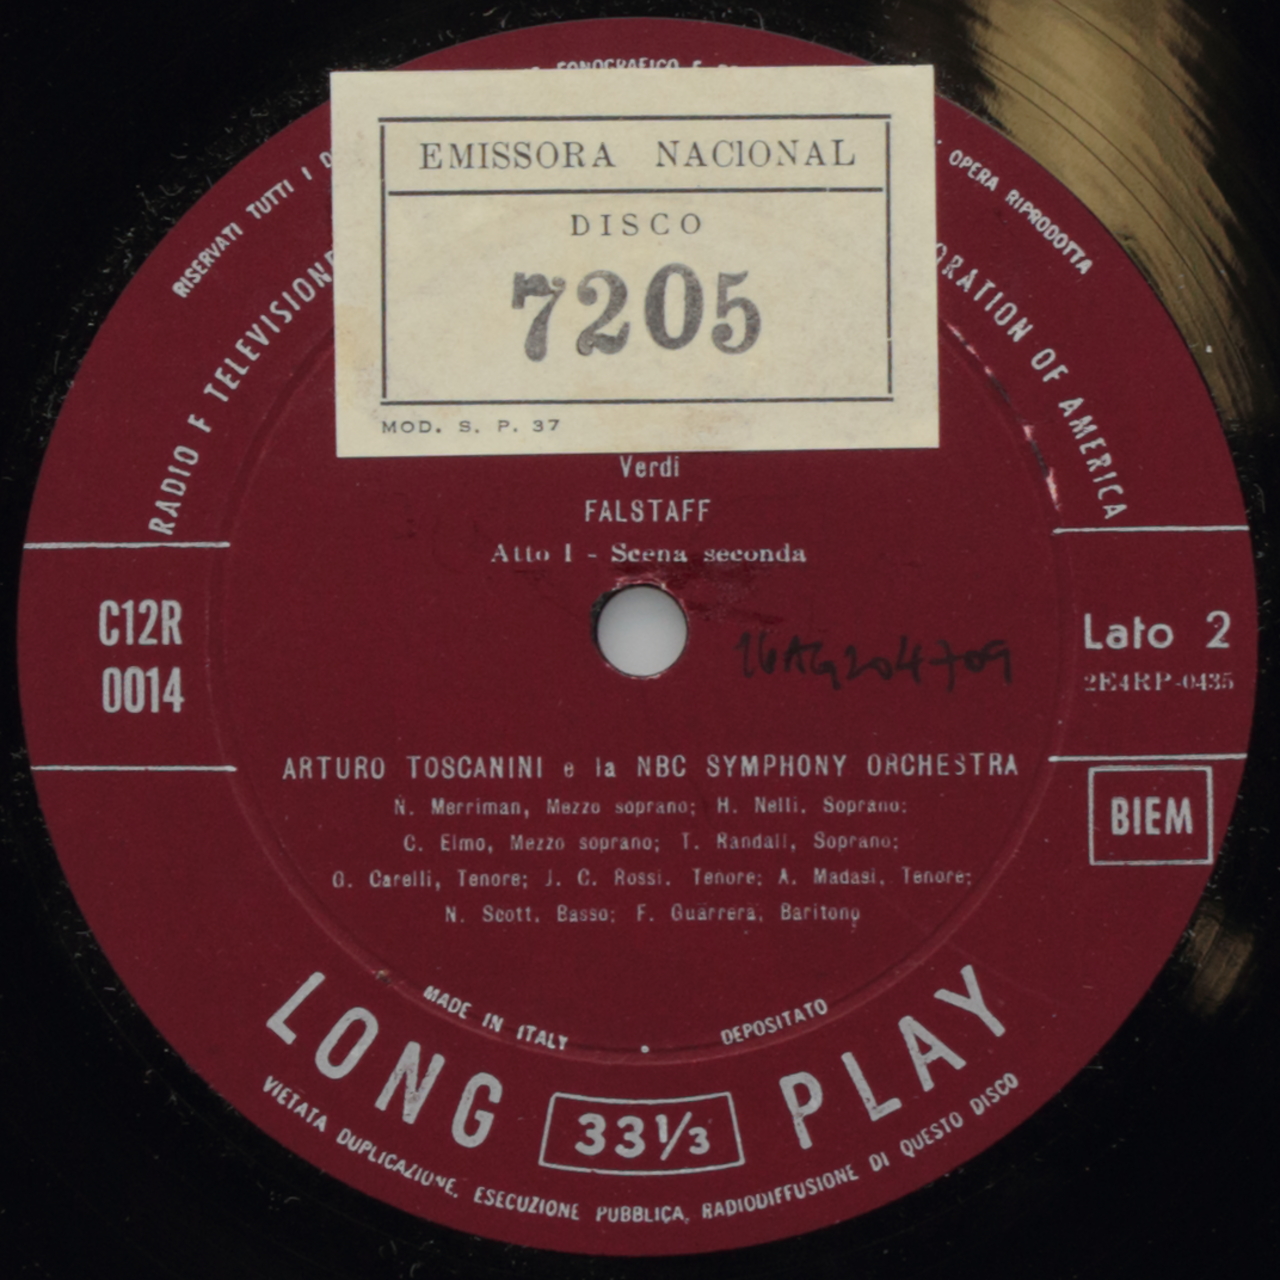 FONOGRAFICO E
RISERVATI TUTTI I D
OPERA RIPRODOTTA
RADIO E TELEVISIONE
ORATION OF AMERICA
EMISSORA NACIONAL
DISCO
7205
MOD. S. P. 37
Verdi
FALSTAFF
Atto I - Scena seconda
C12R
0014
Lato 2
2E4RP-0435
BIEM
ARTURO TOSCANINI e la NBC SYMPHONY ORCHESTRA
N. Merriman, Mezzo soprano; H. Nelli, Soprano;
C. Elmo, Mezzo soprano; T. Randall, Soprano;
G. Carelli, Tenore; J. C. Rossi, Tenore; A. Madasi, Tenore;
N. Scott, Basso; F. Guarrera, Baritono
MADE IN ITALY • DEPOSITATO
LONG 33⅓ PLAY
VIETATA DUPLICAZIONE, ESECUZIONE PUBBLICA, RADIODIFFUSIONE DI QUESTO DISCO